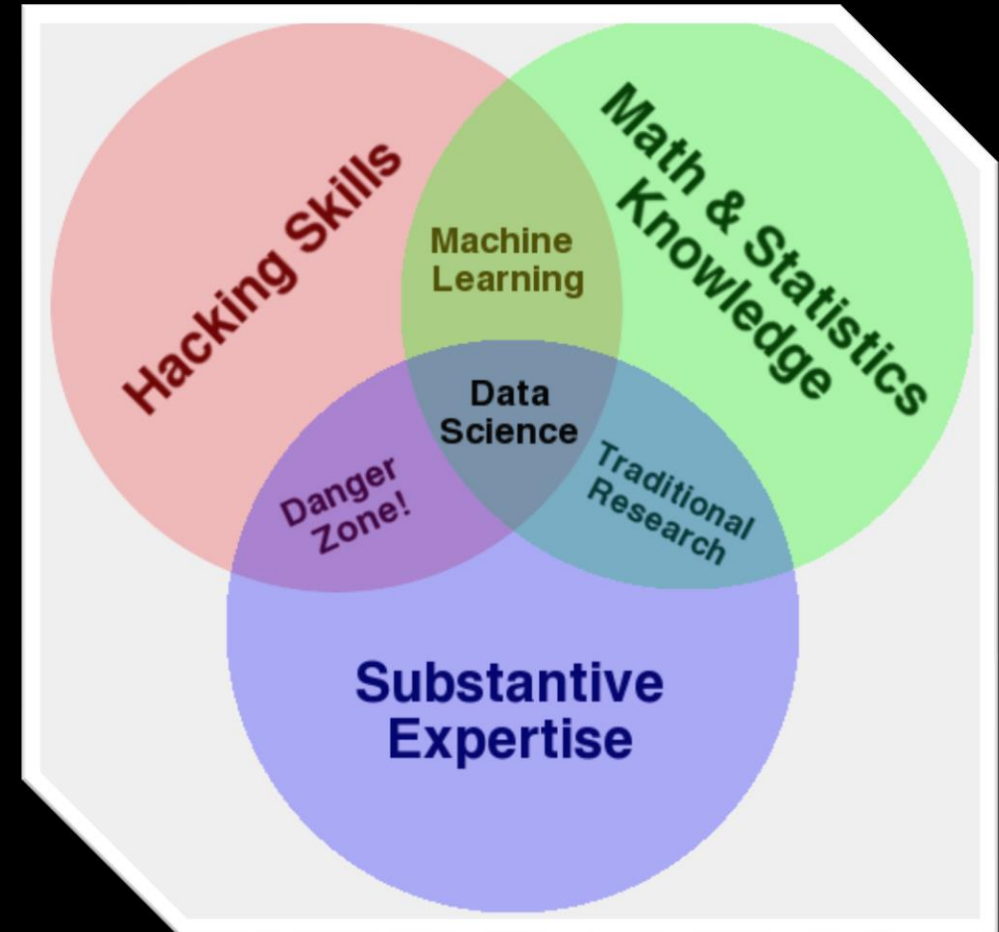 Hacking Skills
Math & Statistics
Knowledge
Machine
Learning
Data
Science
Danger
Zone!
Traditional
Research
Substantive
Expertise